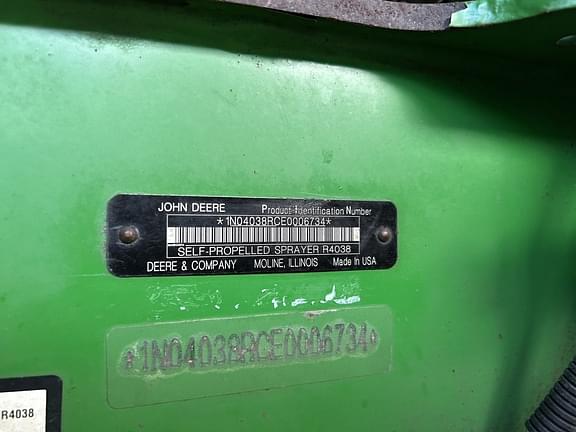 JOHN DEERE Product Identification Number
*1N04038RCE0006734*
SELF-PROPELLED SPRAYER R4038
DEERE & COMPANY MOLINE, ILLINOIS Made In USA
*1N04038RCE0006734*
R4038